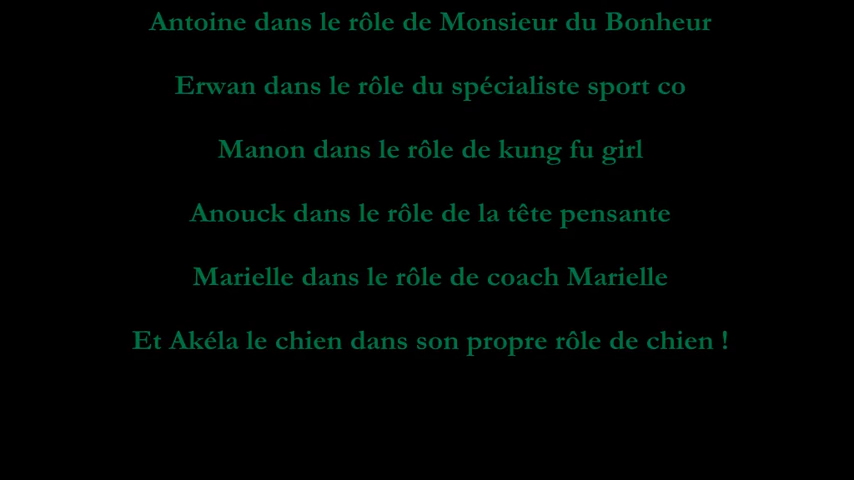 Antoine dans le rôle de Monsieur du Bonheur
Erwan dans le rôle du spécialiste sport co
Manon dans le rôle de kung fu girl
Anouck dans le rôle de la tête pensante
Marielle dans le rôle de coach Marielle
Et Akéla le chien dans son propre rôle de chien !